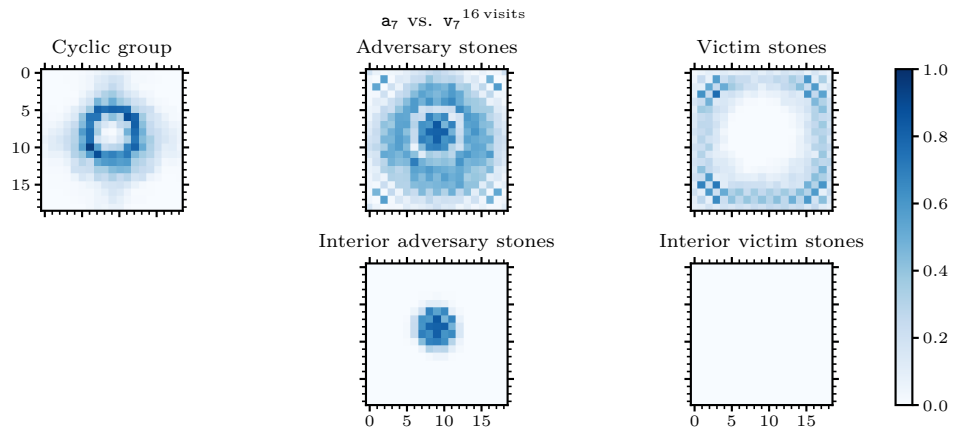 a₇ vs. v₇¹⁶ ᵛⁱˢⁱᵗˢ
Cyclic group
Adversary stones
Victim stones
0
5
10
15
1.0
0.8
0.6
0.4
0.2
0.0
Interior adversary stones
Interior victim stones
0 5 10 15
0 5 10 15